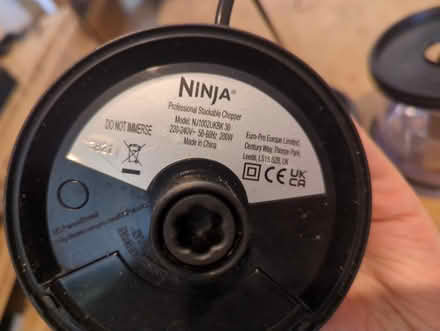 NINJA®
Professional Stackable Chopper
Model: NJ1002UKBK 30
220-240V~ 50-60Hz 200W
Made in China
DO NOT IMMERSE
Euro-Pro Europe Limited,
Century Way, Thorpe Park,
Leeds, LS15 8ZB, UK
CE UK
CA